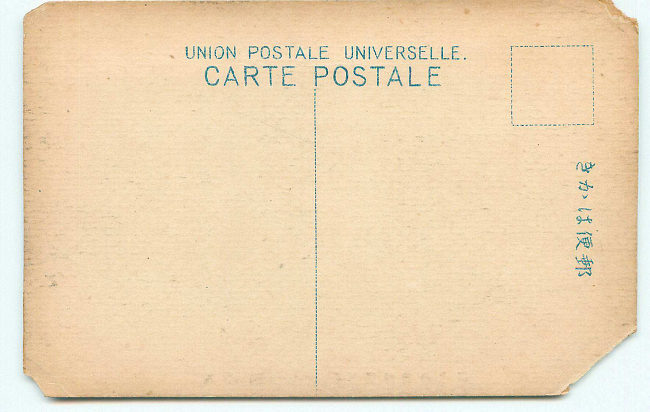 UNION POSTALE UNIVERSELLE.
CARTE POSTALE
郵便はかき